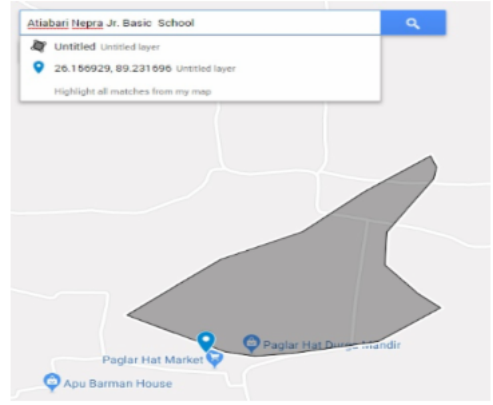 Atiabari Nepra Jr. Basic School
Untitled Untitled layer
26.156929, 89.231696 Untitled layer
Highlight all matches from my map
Paglar Hat Durga Mandir
Paglar Hat Market
Apu Barman House